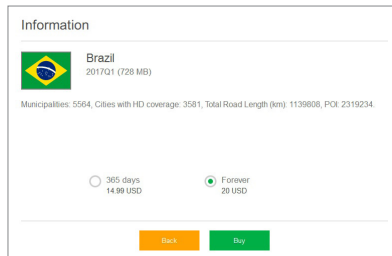 Information
Brazil
2017Q1 (728 MB)
Municipalities: 5564, Cities with HD coverage: 3581, Total Road Length (km): 1139808, POI: 2319234.
365 days
14.99 USD
Forever
20 USD
Back
Buy